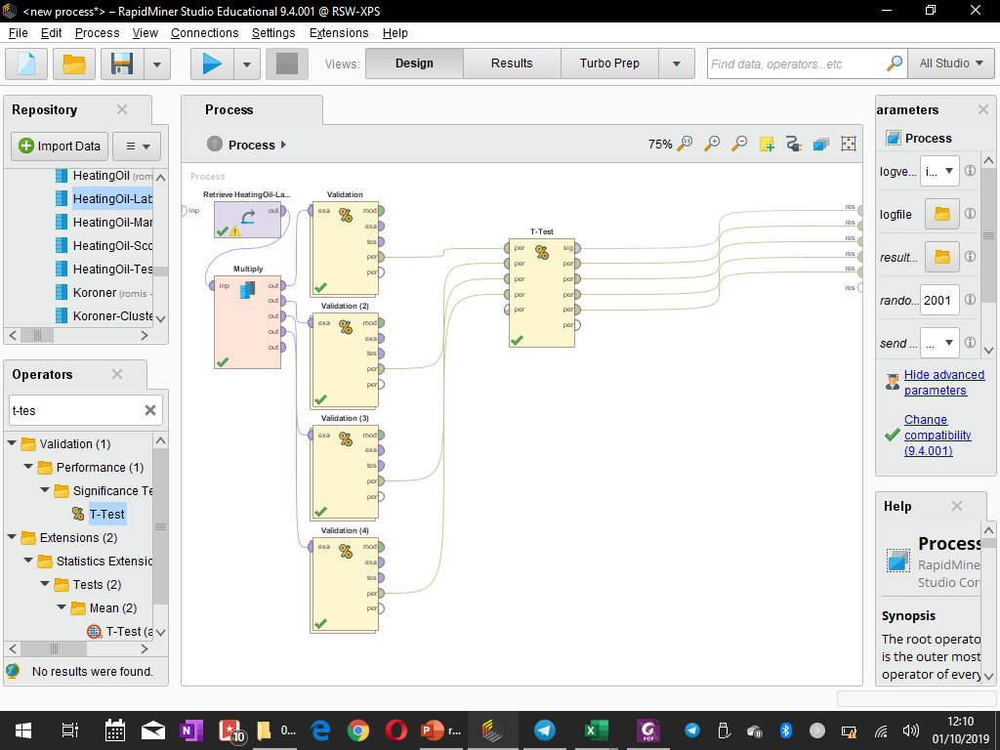 <new process*> – RapidMiner Studio Educational 9.4.001 @ RSW-XPS
File Edit Process View Connections Settings Extensions Help
Views: Design Results Turbo Prep
Find data, operators...etc
All Studio
Repository
Import Data
HeatingOil (rom
HeatingOil-Lab
HeatingOil-Mar
HeatingOil-Sco
HeatingOil-Tes
Koroner (romis -
Koroner-Cluste
Operators
t-tes
Validation (1)
Performance (1)
Significance Te
T-Test
Extensions (2)
Statistics Extensio
Tests (2)
Mean (2)
T-Test (a
No results were found.
Process
Process
75%
Process
inp
Retrieve HeatingOil-La...
out
Multiply
inp
out
out
out
out
out
Validation
exa
mod
exa
tes
per
per
Validation (2)
exa
mod
exa
tes
per
per
Validation (3)
exa
mod
exa
tes
per
per
Validation (4)
exa
mod
exa
tes
per
per
T-Test
per
per
per
per
per
sig
per
per
per
per
per
res
res
res
res
res
res
arameters
Process
logve... i...
logfile
result...
rando... 2001
send ... ...
Hide advanced
parameters
Change
compatibility
(9.4.001)
Help
Process
RapidMine
Studio Cor
Synopsis
The root operato
is the outer most
operator of every
10
0...
r...
PDF
12:10
01/10/2019